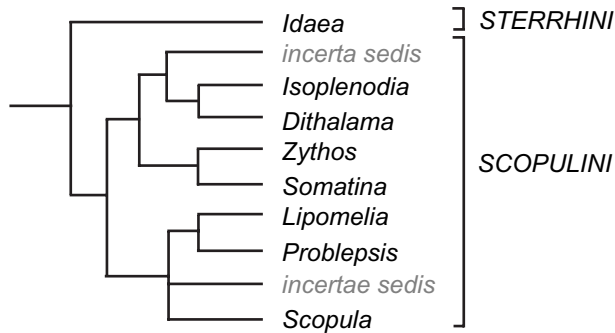 Idaea
STERRHINI
incerta sedis
Isoplenodia
Dithalama
Zythos
SCOPULINI
Somatina
Lipomelia
Problepsis
incertae sedis
Scopula